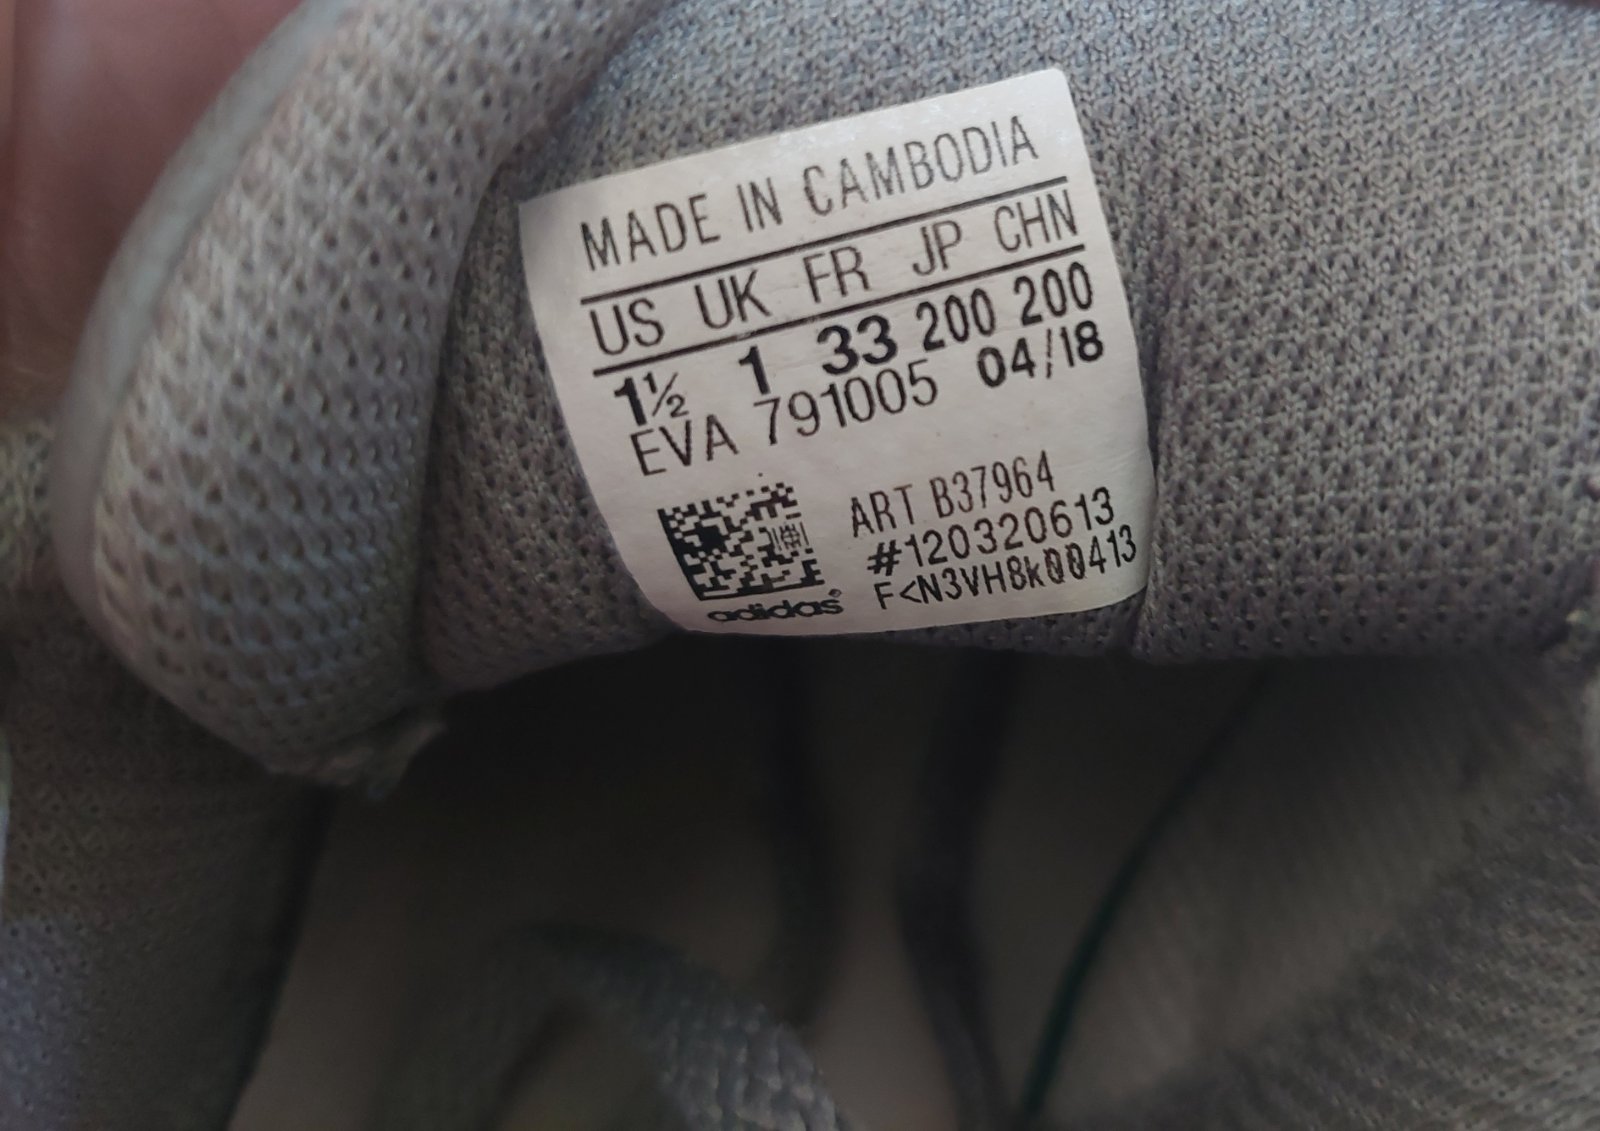 MADE IN CAMBODIA
US UK FR JP CHN
1½ 1 33 200 200
EVA 791005 04/18
ART B37964
#120320613
F<N3VH8k00413
adidas®